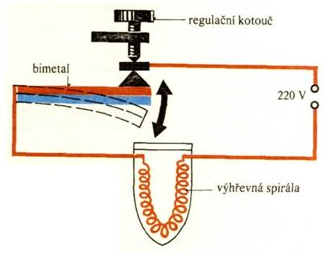 regulační kotouč
bimetal
220 V
výhřevná spirála